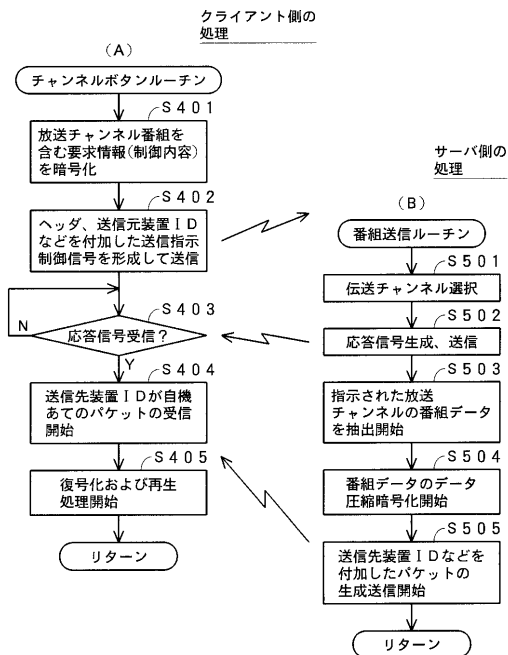 クライアント側の
処理
(A)
チャンネルボタンルーチン
S401
放送チャンネル番組を
含む要求情報(制御内容)
を暗号化
S402
ヘッダ、送信元装置ID
などを付加した送信指示
制御信号を形成して送信
S403
応答信号受信?
N
Y
S404
送信先装置IDが自機
あてのパケットの受信
開始
S405
復号化および再生
処理開始
リターン
サーバ側の
処理
(B)
番組送信ルーチン
S501
伝送チャンネル選択
S502
応答信号生成、送信
S503
指示された放送
チャンネルの番組データ
を抽出開始
S504
番組データのデータ
圧縮暗号化開始
S505
送信先装置IDなどを
付加したパケットの
生成送信開始
リターン